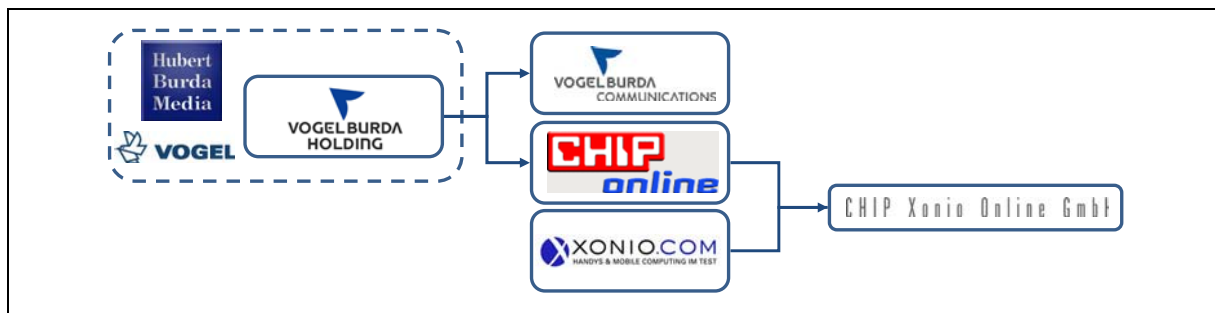 Hubert
Burda
Media
VOGEL
VOGEL BURDA
HOLDING
VOGEL BURDA
COMMUNICATIONS
CHIP
online
XONIO.COM
HANDYS & MOBILE COMPUTING IM TEST
CHIP Xonio Online GmbH